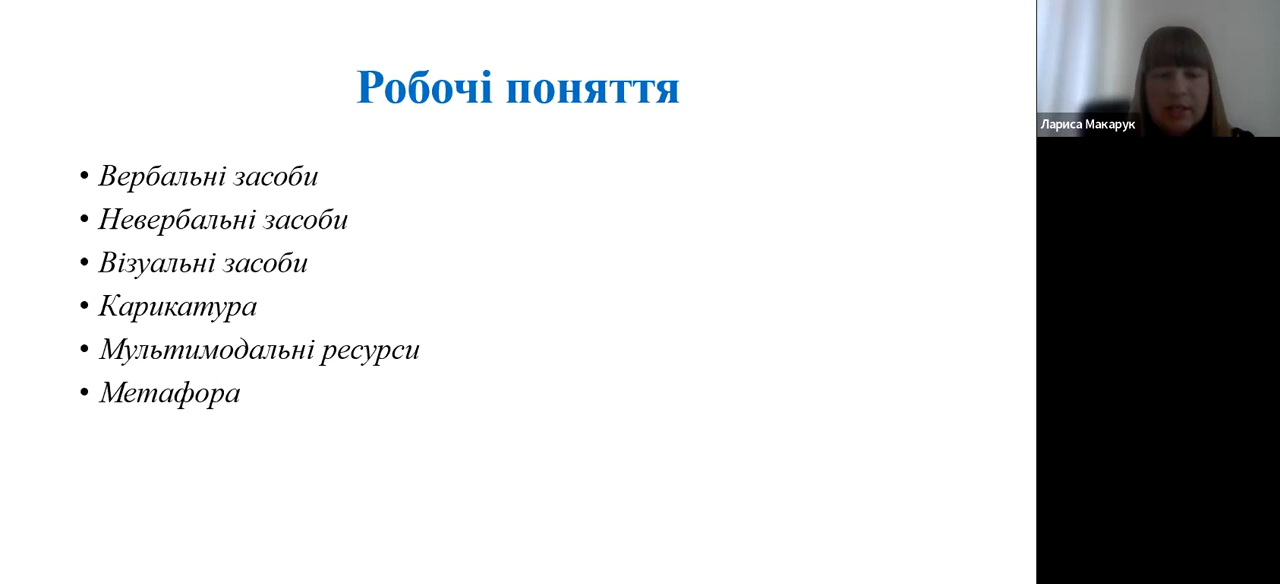 Робочі поняття
• Вербальні засоби
• Невербальні засоби
• Візуальні засоби
• Карикатура
• Мультимодальні ресурси
• Метафора
Лариса Макарук